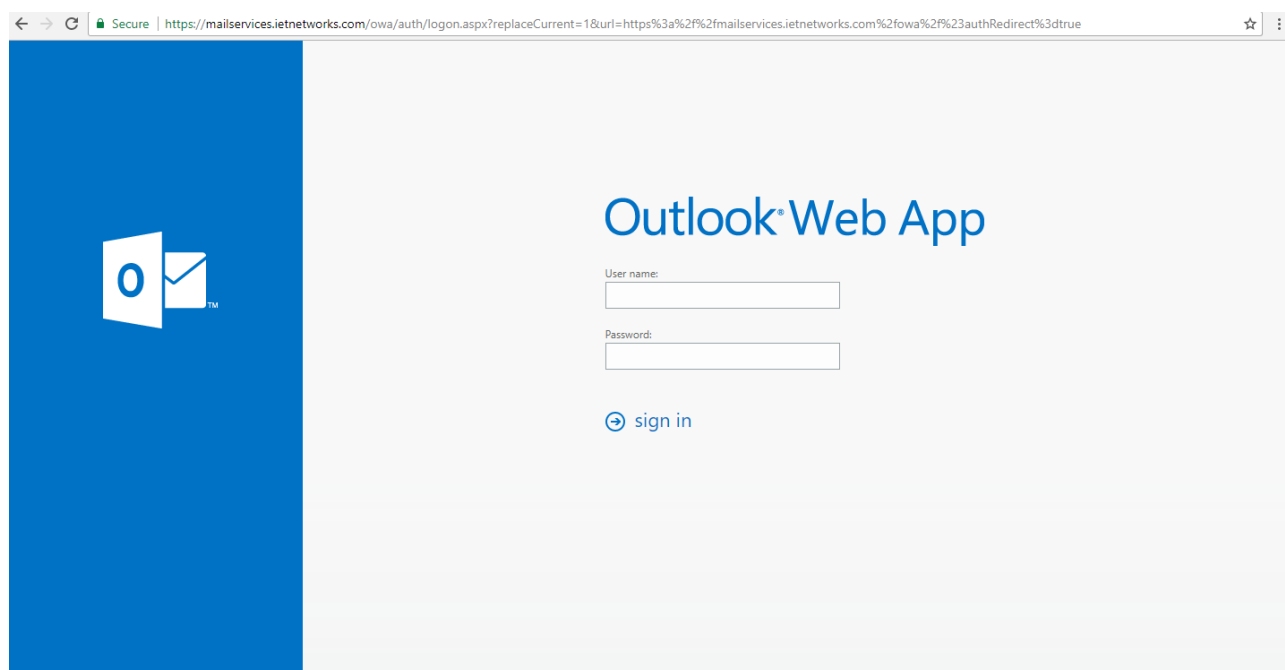 Secure | https://mailservices.ietnetworks.com/owa/auth/logon.aspx?replaceCurrent=1&url=https%3a%2f%2fmailservices.ietnetworks.com%2fowa%2f%23authRedirect%3dtrue
Outlook® Web App
User name:
O
TM
Password:
sign in